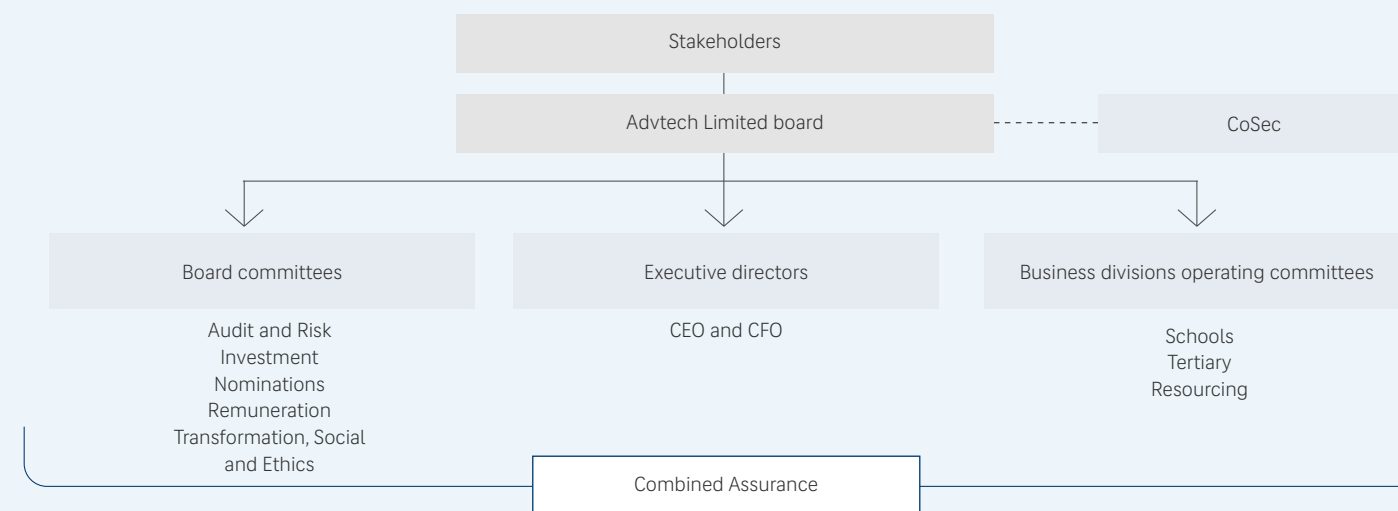 Stakeholders
Advtech Limited board
CoSec
Board committees
Executive directors
Business divisions operating committees
Audit and Risk
Investment
Nominations
Remuneration
Transformation, Social
and Ethics
CEO and CFO
Schools
Tertiary
Resourcing
Combined Assurance